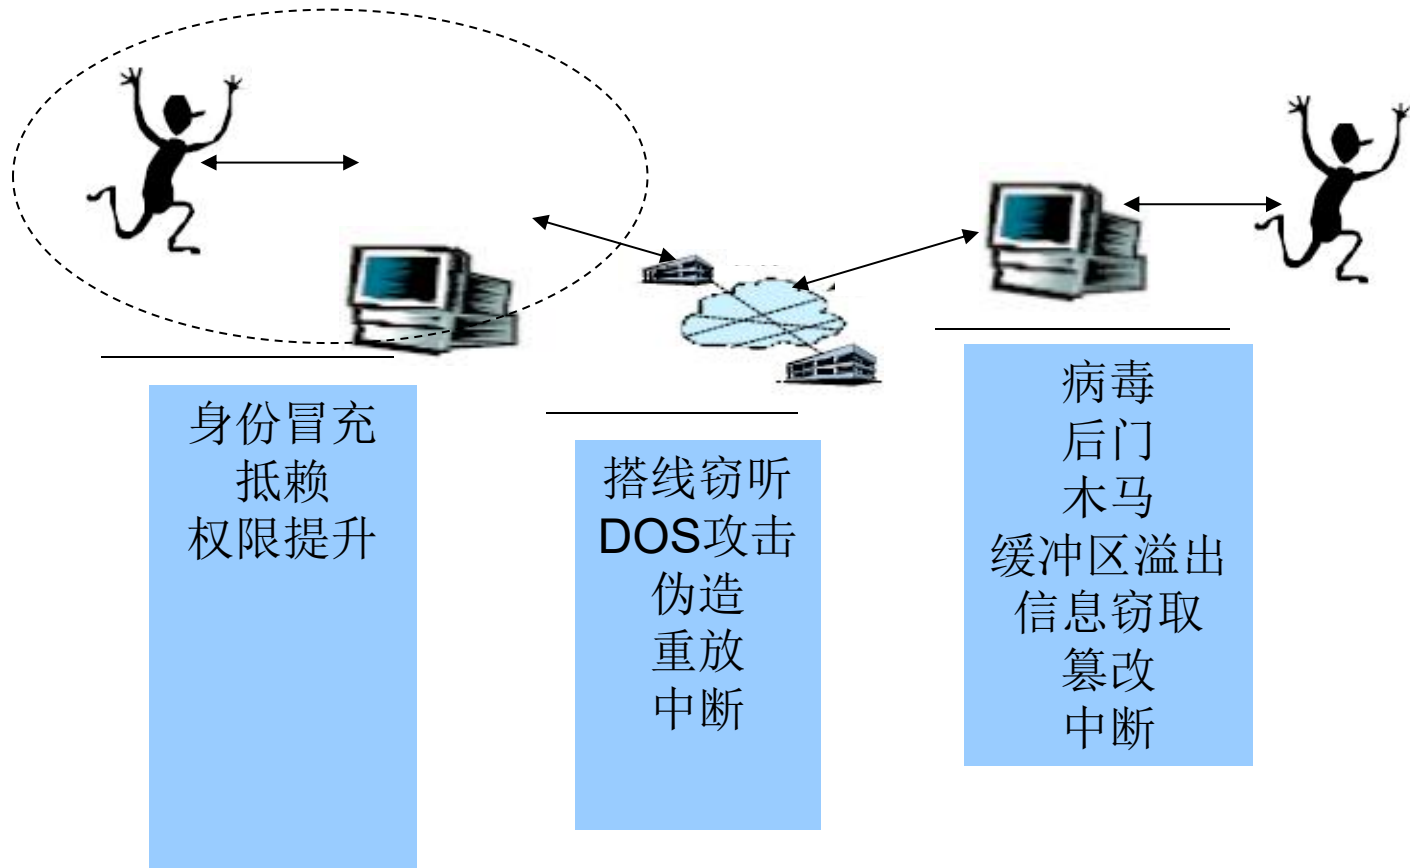 身份冒充
抵赖
权限提升
搭线窃听
DOS攻击
伪造
重放
中断
病毒
后门
木马
缓冲区溢出
信息窃取
篡改
中断